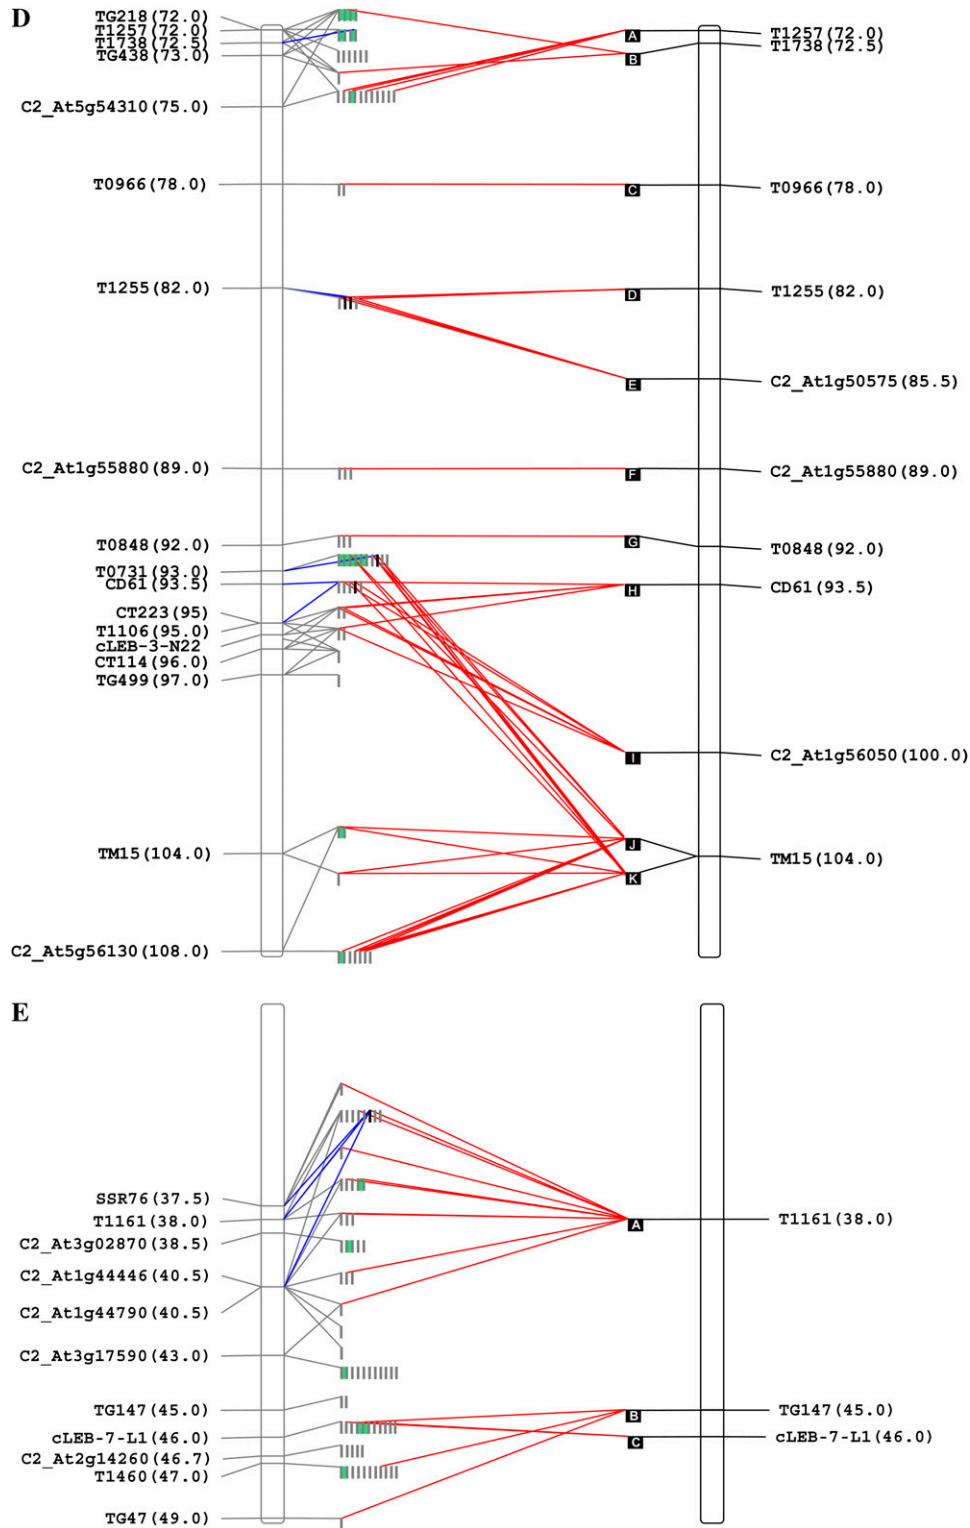 D
TG218(72.0)
T1257(72.0)
T1738(72.5)
TG438(73.0)
C2_At5g54310(75.0)
T0966(78.0)
T1255(82.0)
C2_At1g55880(89.0)
T0848(92.0)
T0731(93.0)
CD61(93.5)
CT223(95)
T1106(95.0)
cLEB-3-N22
CT114(96.0)
TG499(97.0)
TM15(104.0)
C2_At5g56130(108.0)
A
B
C
D
E
F
G
H
I
J
K
T1257(72.0)
T1738(72.5)
T0966(78.0)
T1255(82.0)
C2_At1g50575(85.5)
C2_At1g55880(89.0)
T0848(92.0)
CD61(93.5)
C2_At1g56050(100.0)
TM15(104.0)
E
SSR76(37.5)
T1161(38.0)
C2_At3g02870(38.5)
C2_At1g44446(40.5)
C2_At1g44790(40.5)
C2_At3g17590(43.0)
TG147(45.0)
cLEB-7-L1(46.0)
C2_At2g14260(46.7)
T1460(47.0)
TG47(49.0)
A
B
C
T1161(38.0)
TG147(45.0)
cLEB-7-L1(46.0)